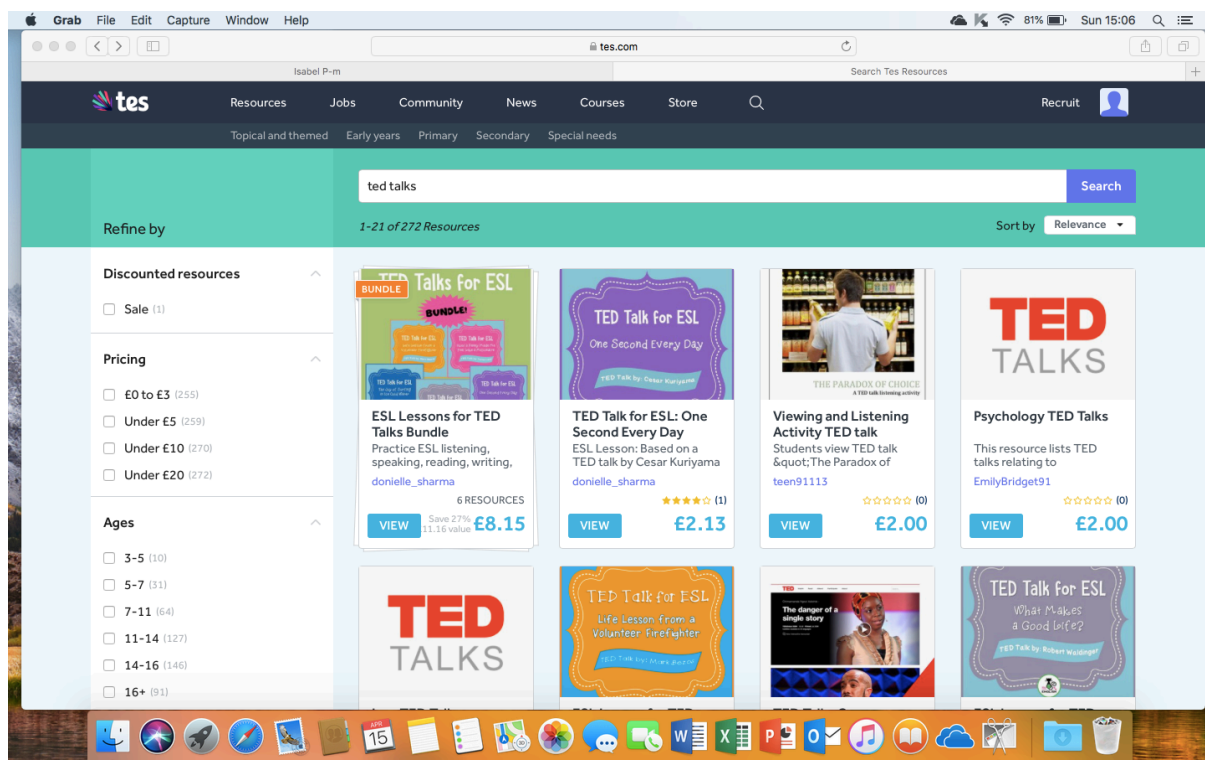 Grab File Edit Capture Window Help 81% Sun 15:06
tes.com
Isabel P-m Search Tes Resources
tes Resources Jobs Community News Courses Store Recruit
Topical and themed Early years Primary Secondary Special needs
ted talks Search
Refine by 1-21 of 272 Resources Sort by Relevance
Discounted resources
Sale (1)
Pricing
£0 to £3 (255)
Under £5 (259)
Under £10 (270)
Under £20 (272)
Ages
3-5 (10)
5-7 (31)
7-11 (64)
11-14 (127)
14-16 (146)
16+ (91)
TED Talks for ESL
BUNDLE
BUNDLE!
ESL Lessons for TED
Talks Bundle
Practice ESL listening,
speaking, reading, writing,
donielle_sharma
6 RESOURCES
VIEW Save 27% 11.16 value £8.15
TED Talk for ESL
One Second Every Day
TED Talk by: Cesar Kuriyama
TED Talk for ESL: One
Second Every Day
ESL Lesson: Based on a
TED talk by Cesar Kuriyama
donielle_sharma
(1)
VIEW £2.13
THE PARADOX OF CHOICE
A TED talk listening activity
Viewing and Listening
Activity TED talk
Students view TED talk
&quot;The Paradox of
teen91113
(0)
VIEW £2.00
TED
TALKS
Psychology TED Talks
This resource lists TED
talks relating to
EmilyBridget91
(0)
VIEW £2.00
TED
TALKS
TED Talk for ESL
Life Lesson from a
Volunteer Firefighter
TED Talk by: Mark Bezos
TED
The danger of a
single story
TED Talk for ESL
What Makes
a Good Life?
TED Talk by: Robert Waldinger
APR
15